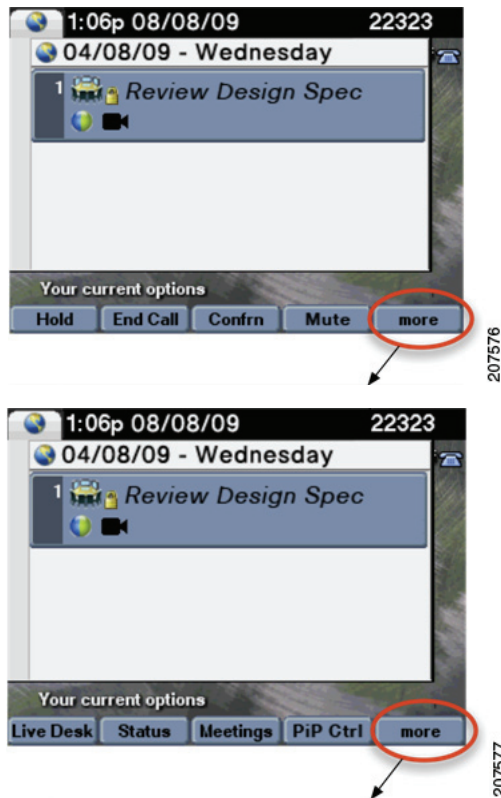 1:06p 08/08/09 22323
04/08/09 - Wednesday
1 Review Design Spec
Your current options
Hold End Call Confrn Mute more
207576
1:06p 08/08/09 22323
04/08/09 - Wednesday
1 Review Design Spec
Your current options
Live Desk Status Meetings PiP Ctrl more
207577